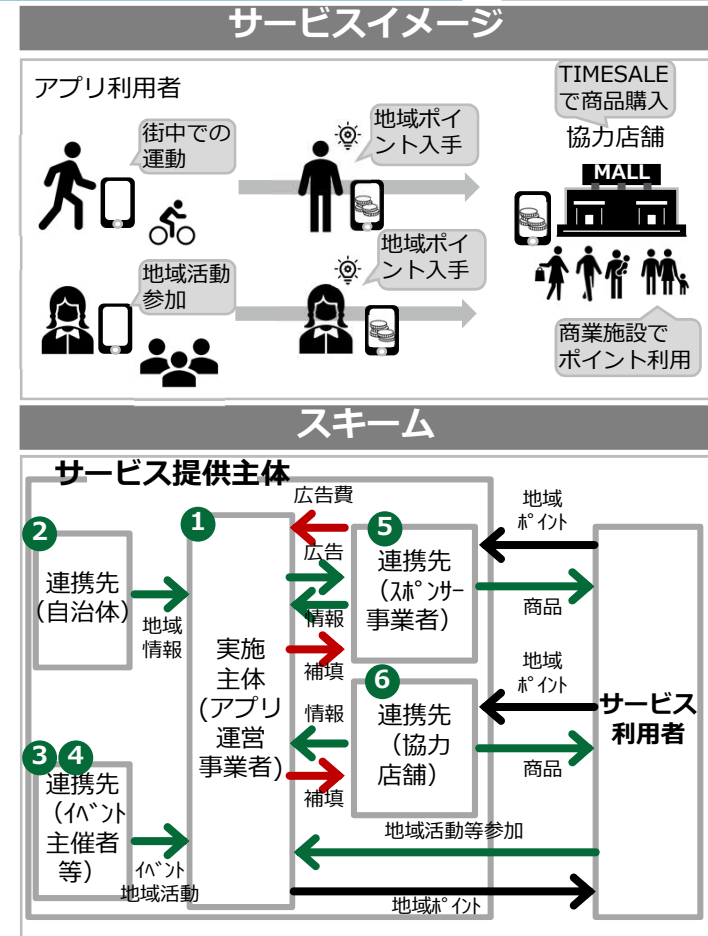 サービスイメージ
アプリ利用者
街中での
運動
地域ポイ
ント入手
TIMESALE
で商品購入
協力店舗
MALL
地域活動
参加
地域ポイ
ント入手
商業施設で
ポイント利用
スキーム
サービス提供主体
広告費
地域
ﾎﾟｲﾝﾄ
2
1
5
連携先
(自治体)
地域
情報
広告
情報
補填
連携先
（ｽﾎﾟﾝｻｰ
事業者）
商品
実施
主体
(アプリ
運営
事業者)
地域
ﾎﾟｲﾝﾄ
6
情報
補填
連携先
（協力
店舗）
商品
サービス
利用者
3 4
連携先
（ｲﾍﾞﾝﾄ
主催者
等）
ｲﾍﾞﾝﾄ
地域活動
地域活動等参加
地域ﾎﾟｲﾝﾄ